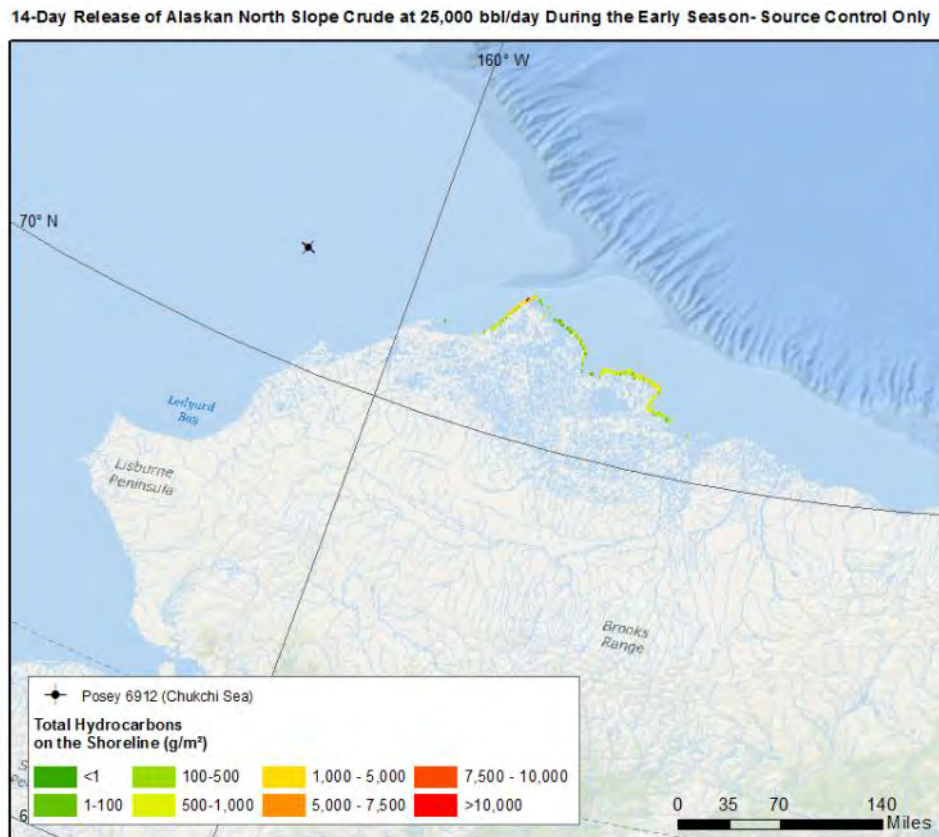 14-Day Release of Alaskan North Slope Crude at 25,000 bbl/day During the Early Season- Source Control Only
160° W
70° N
Ledyard
Bay
Lisburne
Peninsula
Brooks
Range
Posey 6912 (Chukchi Sea)
Total Hydrocarbons
on the Shoreline (g/m²)
<1
100-500
1,000 - 5,000
7,500 - 10,000
1-100
500-1,000
5,000 - 7,500
>10,000
0 35 70 140
Miles